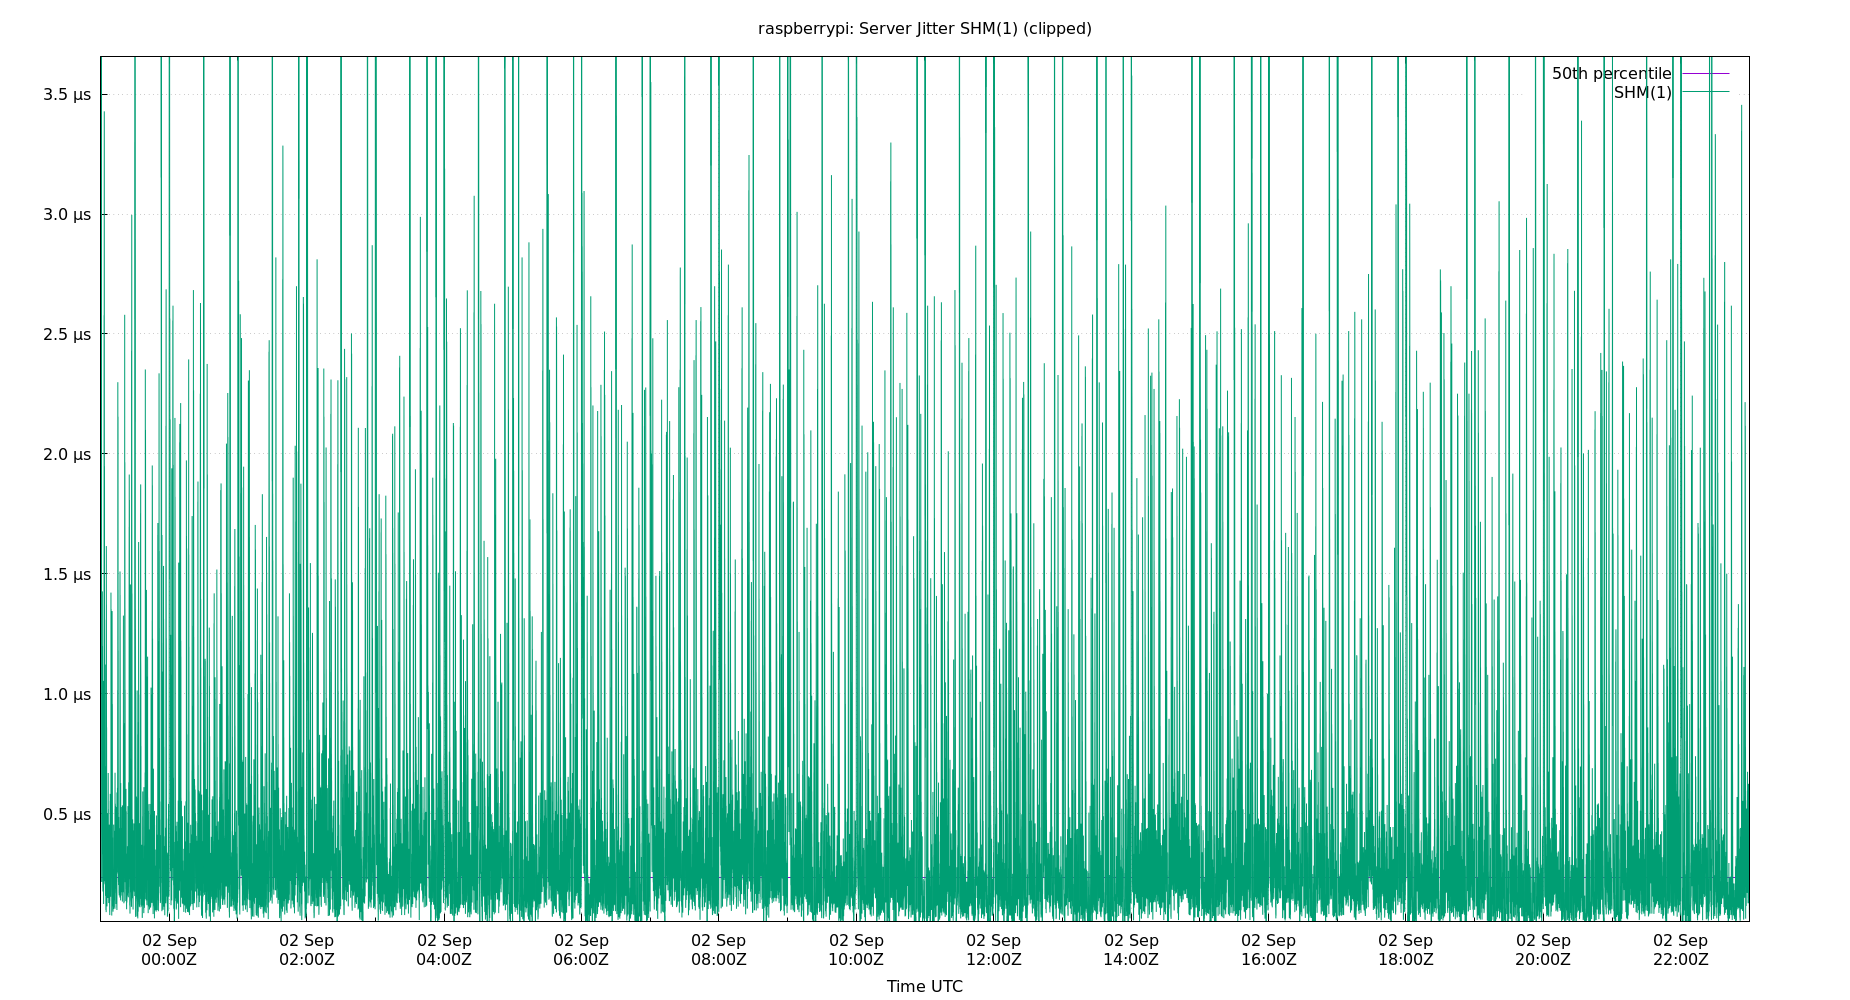 raspberrypi: Server Jitter SHM(1) (clipped)
50th percentile
SHM(1)
3.5 µs
3.0 µs
2.5 µs
2.0 µs
1.5 µs
1.0 µs
0.5 µs
02 Sep 02 Sep 02 Sep 02 Sep 02 Sep 02 Sep 02 Sep 02 Sep 02 Sep 02 Sep 02 Sep 02 Sep
00:00Z 02:00Z 04:00Z 06:00Z 08:00Z 10:00Z 12:00Z 14:00Z 16:00Z 18:00Z 20:00Z 22:00Z
Time UTC